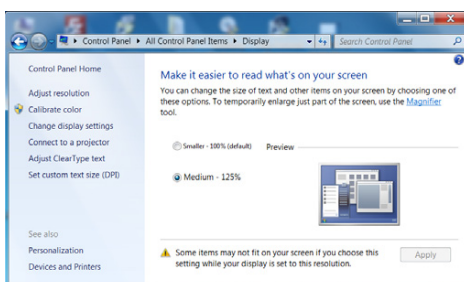 Control Panel ▸ All Control Panel Items ▸ Display
Search Control Panel
Control Panel Home
Adjust resolution
Calibrate color
Change display settings
Connect to a projector
Adjust ClearType text
Set custom text size (DPI)
See also
Personalization
Devices and Printers
Make it easier to read what's on your screen
You can change the size of text and other items on your screen by choosing one of
these options. To temporarily enlarge just part of the screen, use the Magnifier
tool.
Smaller - 100% (default)
Preview
Medium - 125%
Some items may not fit on your screen if you choose this
setting while your display is set to this resolution.
Apply